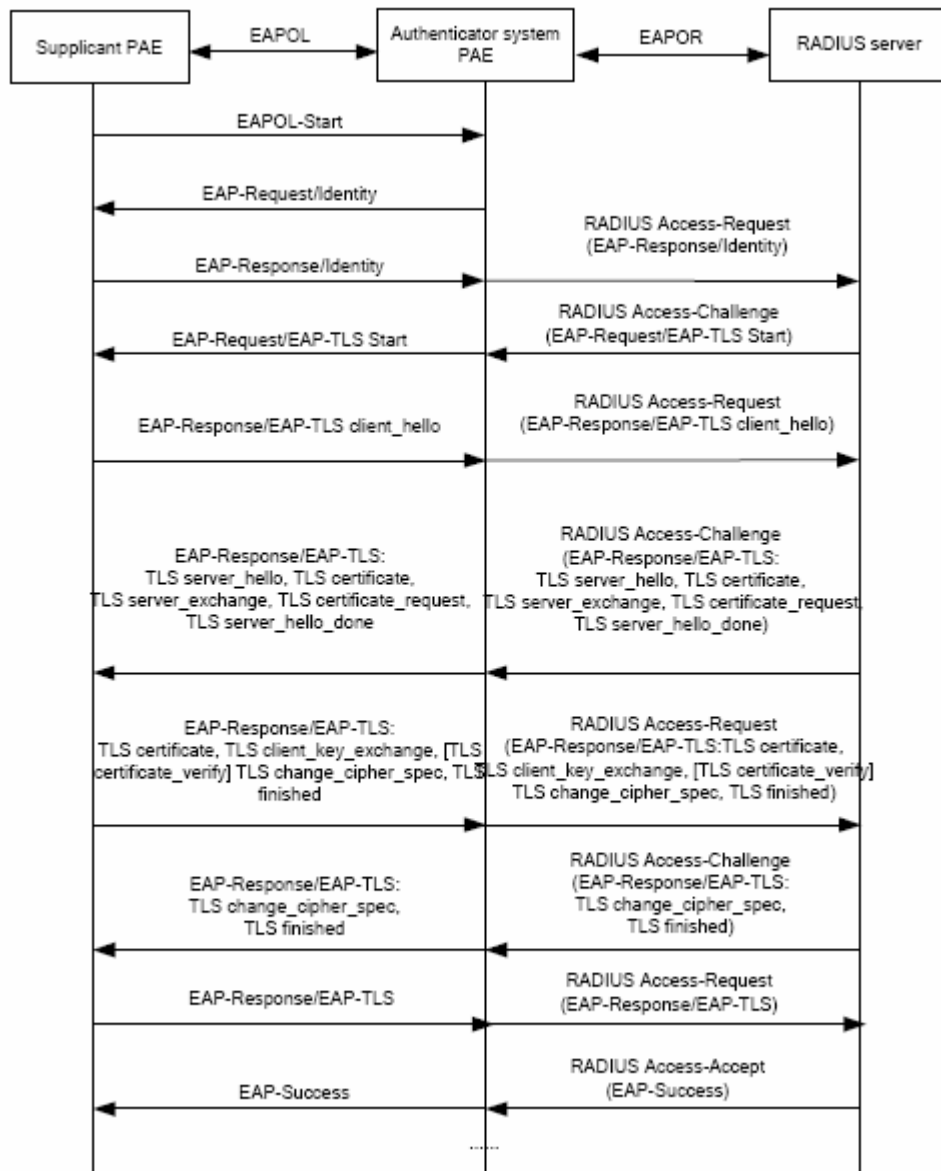 Supplicant PAE
EAPOL
Authenticator system
PAE
EAPOR
RADIUS server
EAPOL-Start
EAP-Request/Identity
RADIUS Access-Request
(EAP-Response/Identity)
EAP-Response/Identity
RADIUS Access-Challenge
(EAP-Request/EAP-TLS Start)
EAP-Request/EAP-TLS Start
RADIUS Access-Request
(EAP-Response/EAP-TLS client_hello)
EAP-Response/EAP-TLS client_hello
EAP-Response/EAP-TLS:
TLS server_hello, TLS certificate,
TLS server_exchange, TLS certificate_request,
TLS server_hello_done
RADIUS Access-Challenge
(EAP-Response/EAP-TLS:
TLS server_hello, TLS certificate,
TLS server_exchange, TLS certificate_request,
TLS server_hello_done)
EAP-Response/EAP-TLS:
TLS certificate, TLS client_key_exchange, [TLS
certificate_verify] TLS change_cipher_spec, TLS
finished
RADIUS Access-Request
(EAP-Response/EAP-TLS:TLS certificate,
TLS client_key_exchange, [TLS certificate_verify]
TLS change_cipher_spec, TLS finished)
EAP-Response/EAP-TLS:
TLS change_cipher_spec,
TLS finished
RADIUS Access-Challenge
(EAP-Response/EAP-TLS:
TLS change_cipher_spec,
TLS finished)
EAP-Response/EAP-TLS
RADIUS Access-Request
(EAP-Response/EAP-TLS)
EAP-Success
RADIUS Access-Accept
(EAP-Success)
......